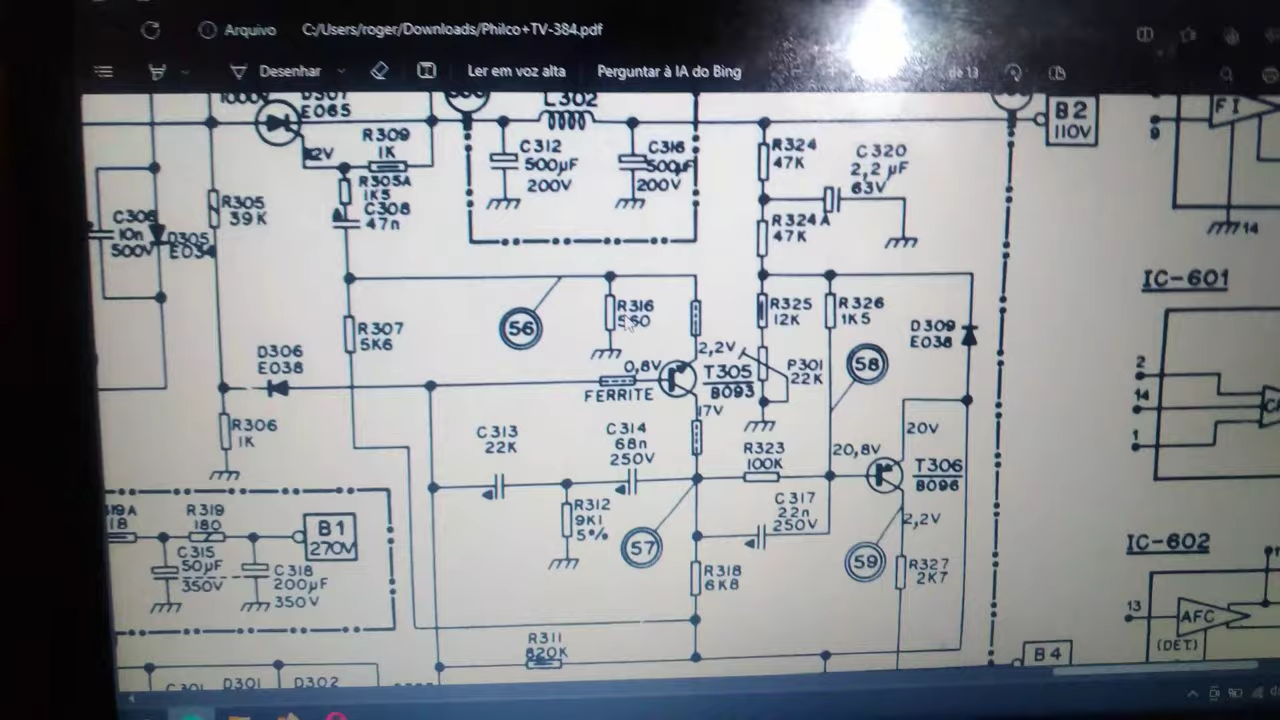 Arquivo C:/Users/roger/Downloads/Philco+TV-384.pdf
Desenhar Ler em voz alta Perguntar à IA do Bing de 13
1000V D307
E065
L302
B2
110V
FI
9
R309
1K
C312
500µF
200V
C316
500µF
200V
R324
47K
C320
2,2 µF
63V
R305A
1K5
C308
47n
R305
39K
C306
10n
500V
D305
E034
R324A
47K
14
IC-601
56
R316
560
R325
12K
R326
1K5
D309
E038
R307
5K6
2,2V
D306
E038
0,8V
T305
B093
P301
22K
58
FERRITE
17V
2
14
1
R306
1K
C313
22K
C314
68n
250V
R323
100K
20,8V
20V
T306
B096
R319
180
B1
270V
R312
9K1
5%
57
C317
22n
250V
2,2V
59
IC-602
C315
50µF
350V
C318
200µF
350V
R318
6K8
R327
2K7
13
AFC
(DET.)
R311
820K
B4
C301 D301 D302